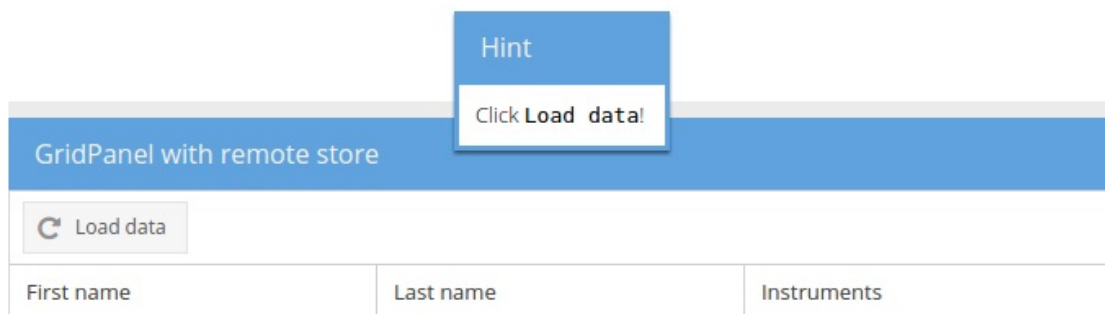 Hint
Click Load data!
GridPanel with remote store
Load data
First name Last name Instruments